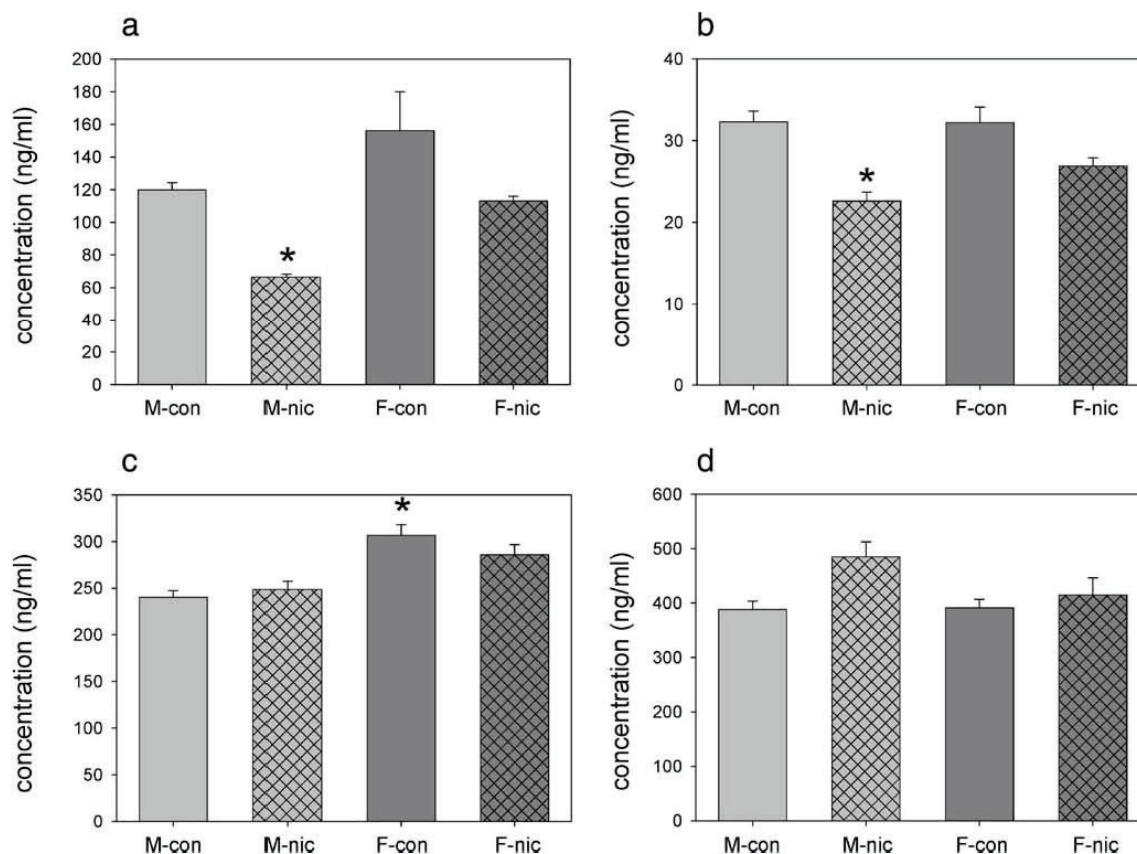 a
concentration (ng/ml)
200
180
160
140
120
100
80
60
40
20
0
*
M-con M-nic F-con F-nic
b
concentration (ng/ml)
40
30
20
10
0
*
M-con M-nic F-con F-nic
c
concentration (ng/ml)
350
300
250
200
150
100
50
0
*
M-con M-nic F-con F-nic
d
concentration (ng/ml)
600
500
400
300
200
100
0
M-con M-nic F-con F-nic